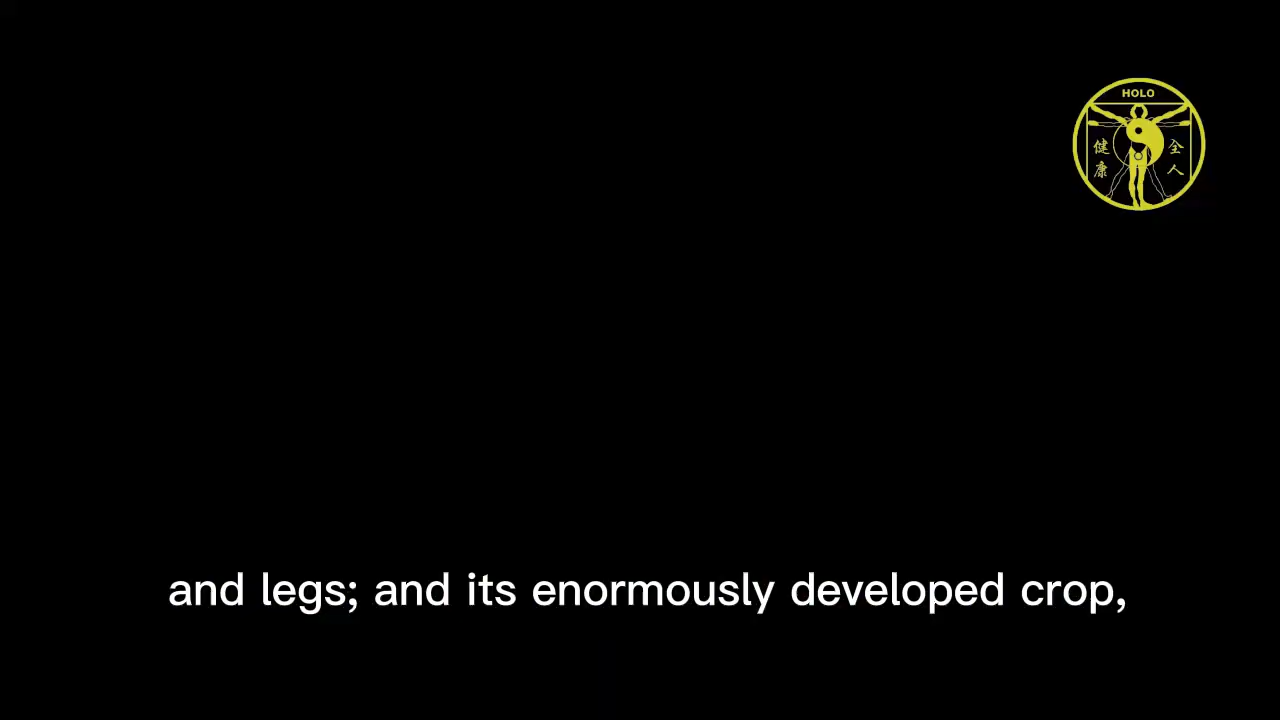 HOLO
健 全
康 人
and legs; and its enormously developed crop,